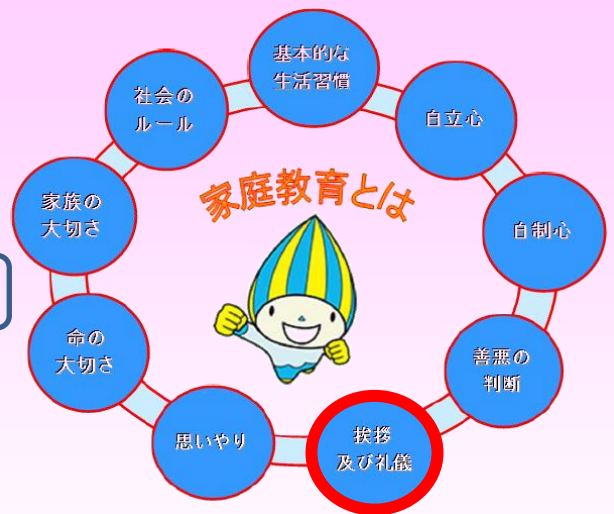 家庭教育とは
基本的な
生活習慣
自立心
自制心
善悪の
判断
挨拶
及び礼儀
思いやり
命の
大切さ
家族の
大切さ
社会の
ルール